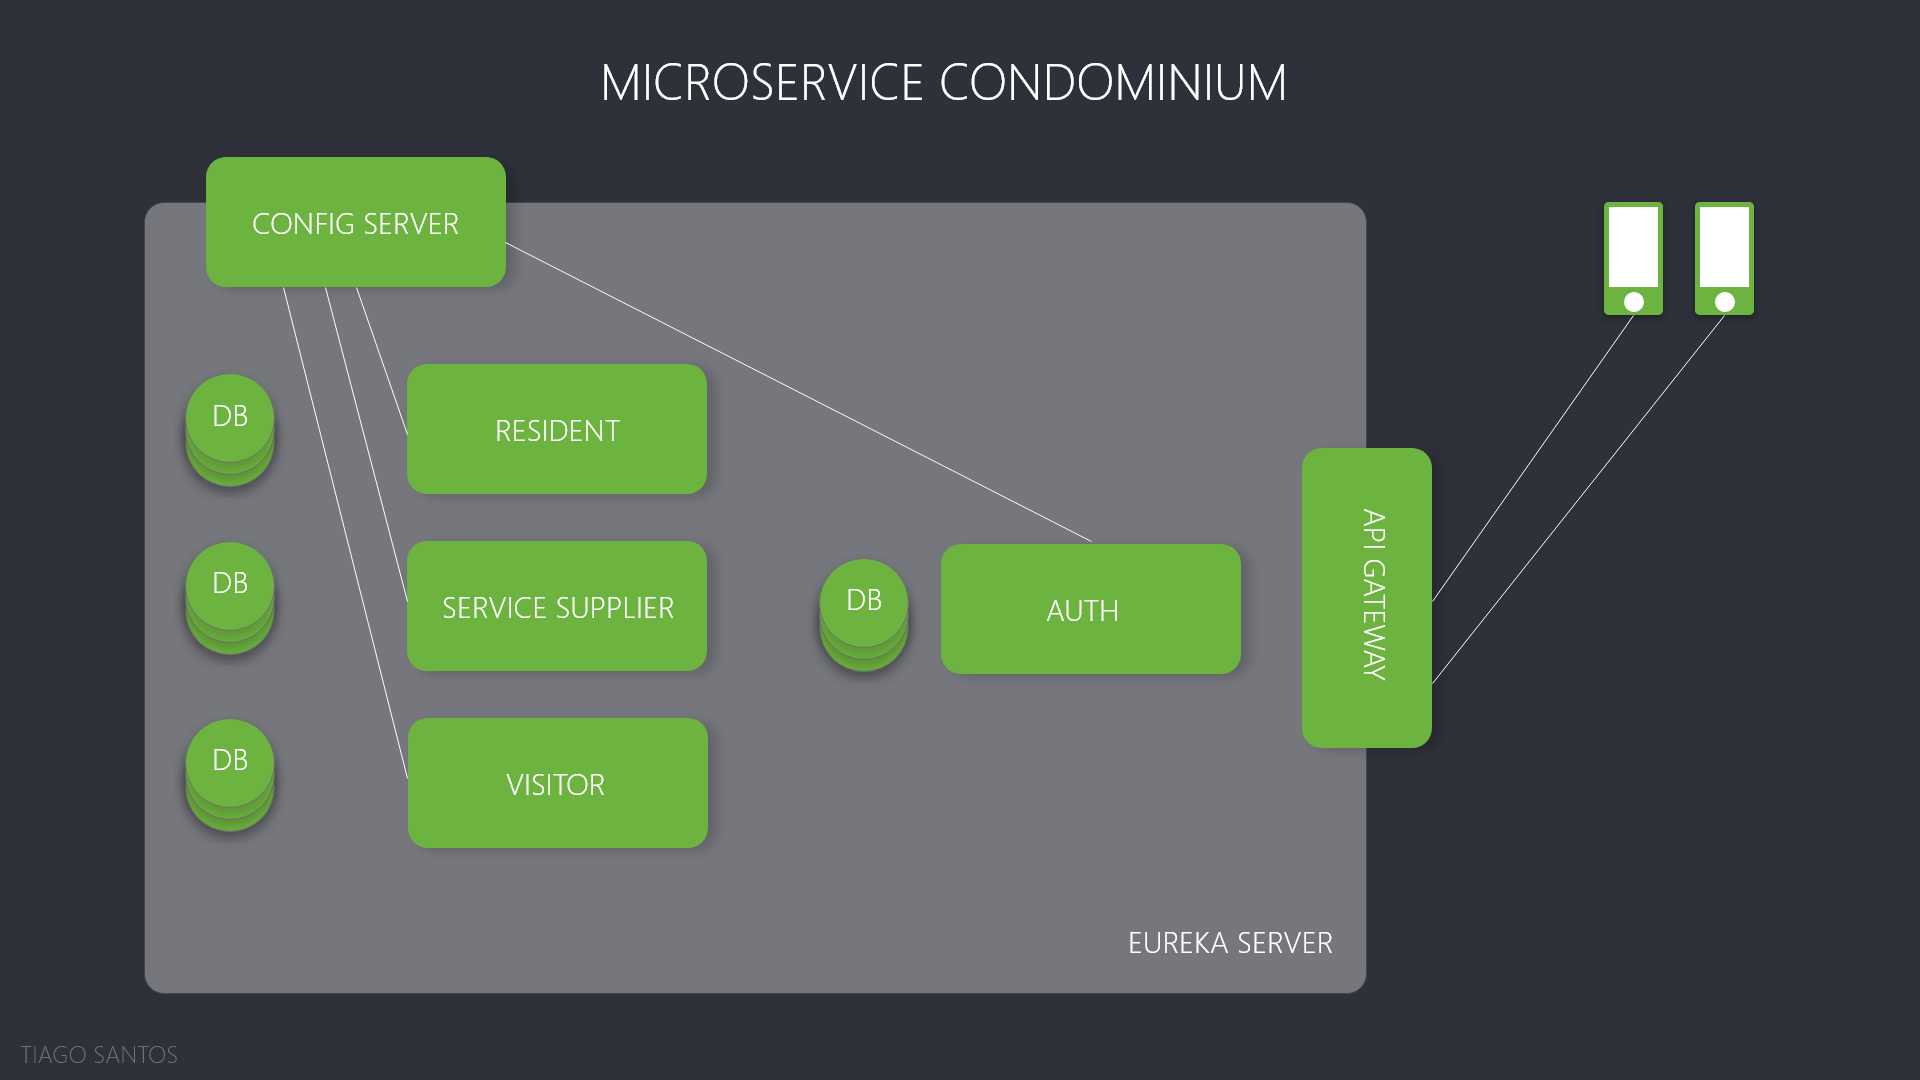 MICROSERVICE CONDOMINIUM
CONFIG SERVER
DB
RESIDENT
DB
SERVICE SUPPLIER
DB
AUTH
API GATEWAY
DB
VISITOR
EUREKA SERVER
TIAGO SANTOS